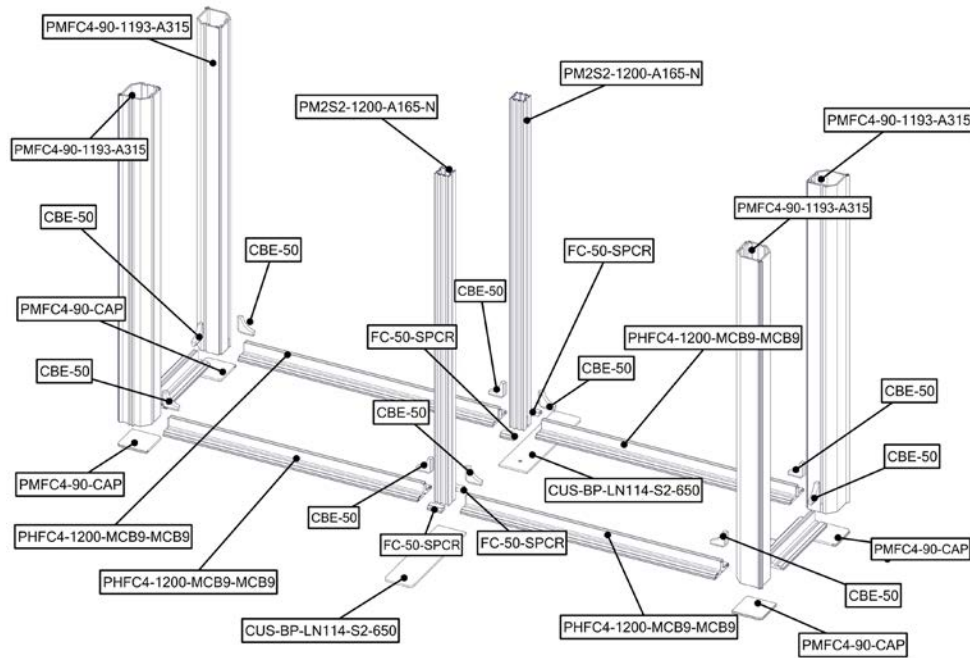 PMFC4-90-1193-A315
PM2S2-1200-A165-N
PM2S2-1200-A165-N
PMFC4-90-1193-A315
PMFC4-90-1193-A315
PMFC4-90-1193-A315
CBE-50
CBE-50
FC-50-SPCR
CBE-50
PMFC4-90-CAP
FC-50-SPCR
PHFC4-1200-MCB9-MCB9
CBE-50
CBE-50
CBE-50
CBE-50
CBE-50
PMFC4-90-CAP
CUS-BP-LN114-S2-650
CBE-50
PHFC4-1200-MCB9-MCB9
FC-50-SPCR
FC-50-SPCR
PMFC4-90-CAP
PHFC4-1200-MCB9-MCB9
CBE-50
CUS-BP-LN114-S2-650
PHFC4-1200-MCB9-MCB9
PMFC4-90-CAP